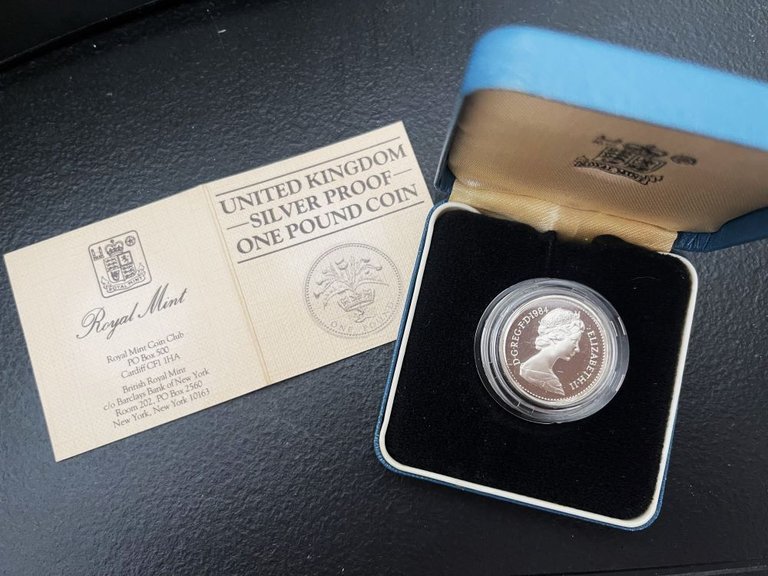 ROYAL MINT
Royal Mint
Royal Mint Coin Club
PO Box 500
Cardiff CF1 1HA
British Royal Mint
c/o Barclays Bank of New York
Room 202, PO Box 2560
New York, New York 10163
UNITED KINGDOM
SILVER PROOF
ONE POUND COIN
ONE POUND
D·G·REG·F·D·1984
ELIZABETH II